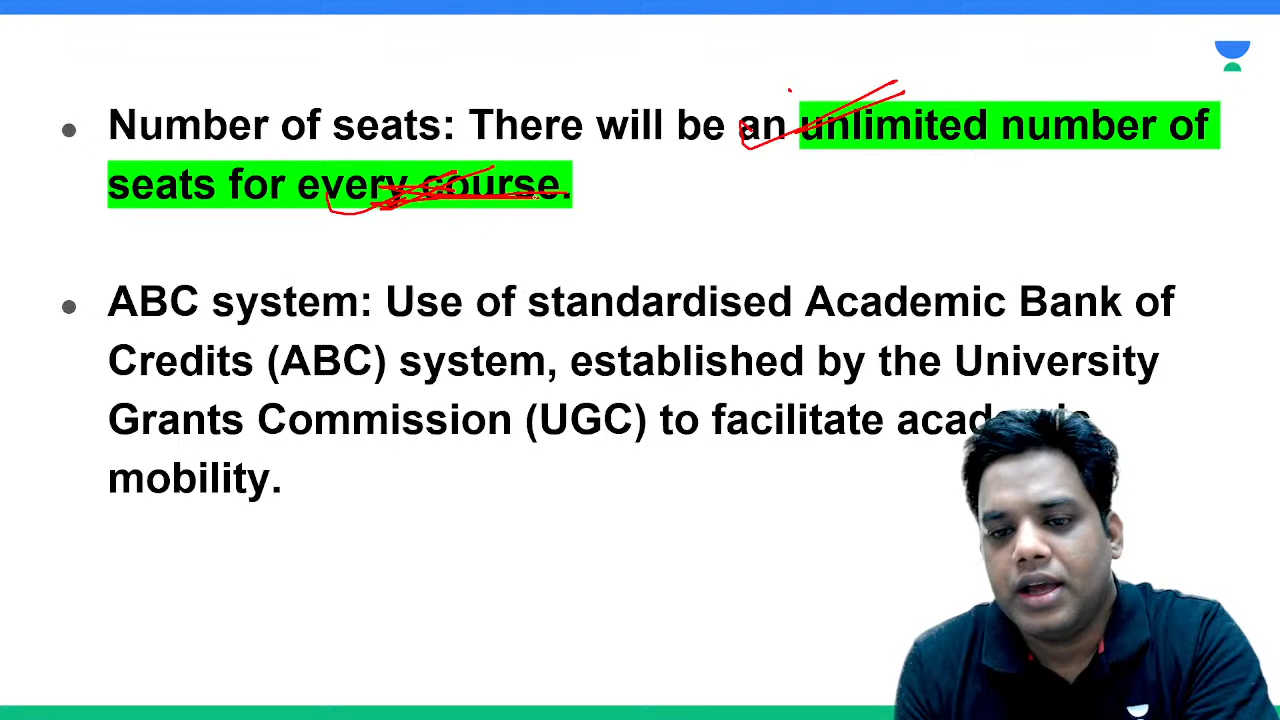 Number of seats: There will be an unlimited number of
seats for every course.
ABC system: Use of standardised Academic Bank of
Credits (ABC) system, established by the University
Grants Commission (UGC) to facilitate academic
mobility.